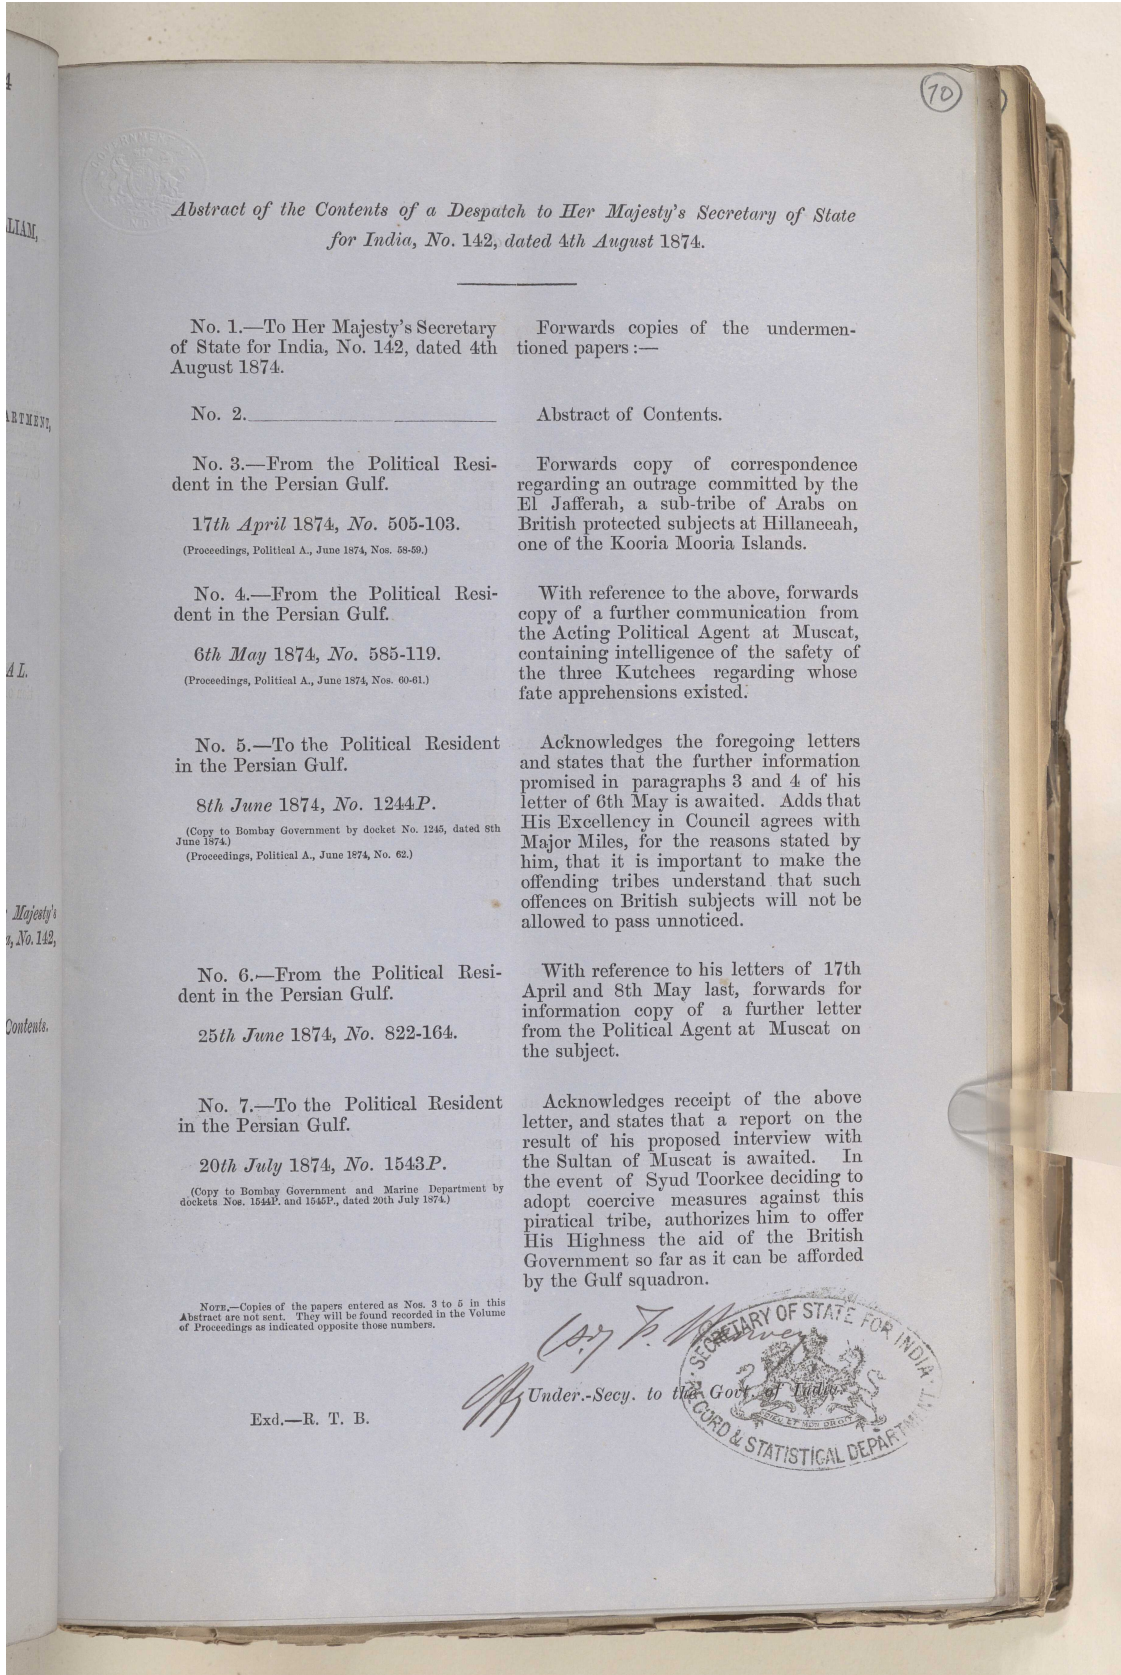 10
Abstract of the Contents of a Despatch to Her Majesty's Secretary of State
for India, No. 142, dated 4th August 1874.
No. 1.—To Her Majesty's Secretary
of State for India, No. 142, dated 4th
August 1874.
Forwards copies of the undermen-
tioned papers :—
No. 2.
Abstract of Contents.
No. 3.—From the Political Resi-
dent in the Persian Gulf.
17th April 1874, No. 505-103.
(Proceedings, Political A., June 1874, Nos. 58-59.)
Forwards copy of correspondence
regarding an outrage committed by the
El Jafferah, a sub-tribe of Arabs on
British protected subjects at Hillaneeah,
one of the Kooria Mooria Islands.
No. 4.—From the Political Resi-
dent in the Persian Gulf.
6th May 1874, No. 585-119.
(Proceedings, Political A., June 1874, Nos. 60-61.)
With reference to the above, forwards
copy of a further communication from
the Acting Political Agent at Muscat,
containing intelligence of the safety of
the three Kutchees regarding whose
fate apprehensions existed.
No. 5.—To the Political Resident
in the Persian Gulf.
8th June 1874, No. 1244P.
(Copy to Bombay Government by docket No. 1245, dated 8th
June 1874.)
(Proceedings, Political A., June 1874, No. 62.)
Acknowledges the foregoing letters
and states that the further information
promised in paragraphs 3 and 4 of his
letter of 6th May is awaited. Adds that
His Excellency in Council agrees with
Major Miles, for the reasons stated by
him, that it is important to make the
offending tribes understand that such
offences on British subjects will not be
allowed to pass unnoticed.
No. 6.—From the Political Resi-
dent in the Persian Gulf.
25th June 1874, No. 822-164.
With reference to his letters of 17th
April and 8th May last, forwards for
information copy of a further letter
from the Political Agent at Muscat on
the subject.
No. 7.—To the Political Resident
in the Persian Gulf.
20th July 1874, No. 1543P.
(Copy to Bombay Government and Marine Department by
dockets Nos. 1544P. and 1545P., dated 20th July 1874.)
Acknowledges receipt of the above
letter, and states that a report on the
result of his proposed interview with
the Sultan of Muscat is awaited. In
the event of Syud Toorkee deciding to
adopt coercive measures against this
piratical tribe, authorizes him to offer
His Highness the aid of the British
Government so far as it can be afforded
by the Gulf squadron.
NOTE.—Copies of the papers entered as Nos. 3 to 5 in this
Abstract are not sent. They will be found recorded in the Volume
of Proceedings as indicated opposite those numbers.
Under.-Secy. to the Govt. of India.
Exd.—R. T. B.
SECRETARY OF STATE FOR INDIA
DIEU ET MON DROIT
RECORD & STATISTICAL DEPARTMENT
LIAM,
ARTMENT,
AL.
Majesty's
No. 142,
Contents.